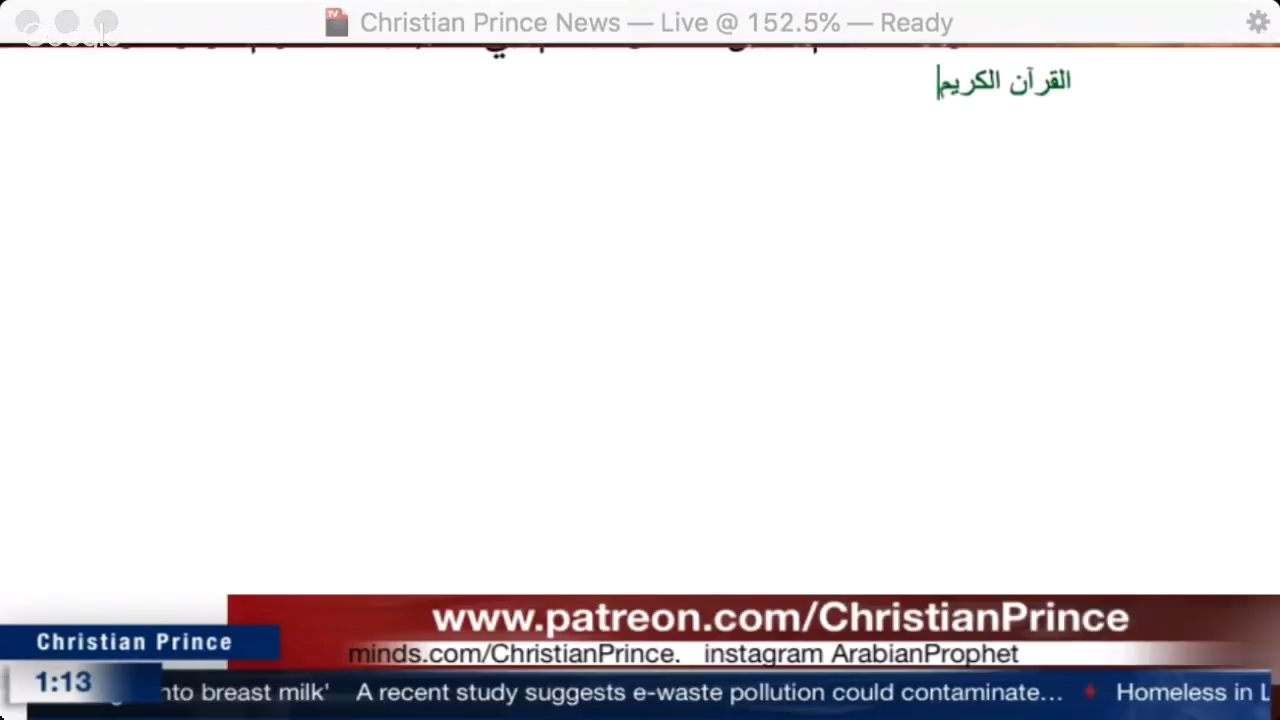 Christian Prince News — Live @ 152.5% — Ready
Google
القرآن الكريم
www.patreon.com/ChristianPrince
Christian Prince
minds.com/ChristianPrince. instagram ArabianProphet
1:13
breast milk' A recent study suggests e-waste pollution could contaminate... Homeless in